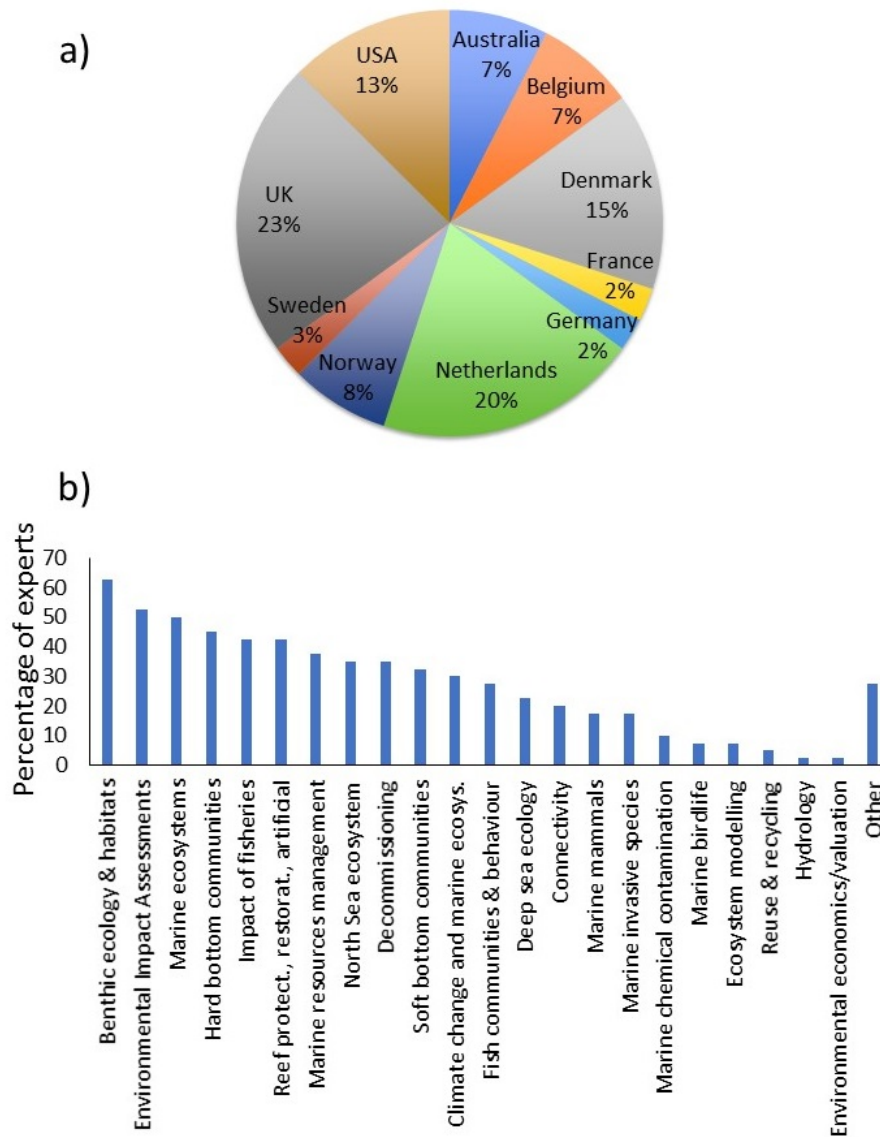 a)
USA
13%
Australia
7%
Belgium
7%
Denmark
15%
France
2%
Germany
2%
Netherlands
20%
Norway
8%
Sweden
3%
UK
23%
b)
Percentage of experts
70
60
50
40
30
20
10
0
Benthic ecology & habitats
Environmental Impact Assessments
Marine ecosystems
Hard bottom communities
Impact of fisheries
Reef protect., restorat., artificial
Marine resources management
North Sea ecosystem
Decommissioning
Soft bottom communities
Climate change and marine ecosys.
Fish communities & behaviour
Deep sea ecology
Connectivity
Marine mammals
Marine invasive species
Marine chemical contamination
Marine birdlife
Ecosystem modelling
Reuse & recycling
Hydrology
Environmental economics/valuation
Other